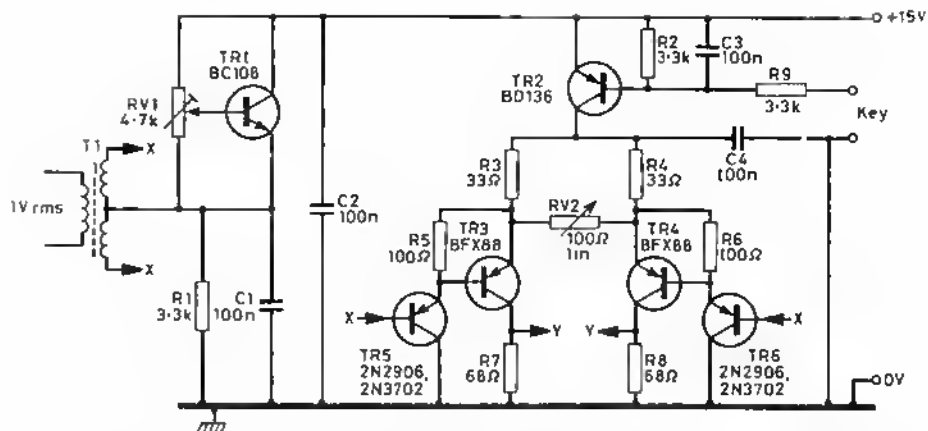 +15V
TR1
BC108
RV1
4·7k
T1
X
1V rms
X
R1
3·3k
C1
100n
C2
100n
TR2
BD136
R2
3·3k
C3
100n
R9
3·3k
Key
C4
100n
R3
33Ω
R4
33Ω
RV2
100Ω
lin
R5
100Ω
TR3
BFX88
TR4
BFX88
R6
100Ω
X
Y
Y
X
TR5
2N2906,
2N3702
R7
68Ω
R8
68Ω
TR6
2N2906,
2N3702
0V